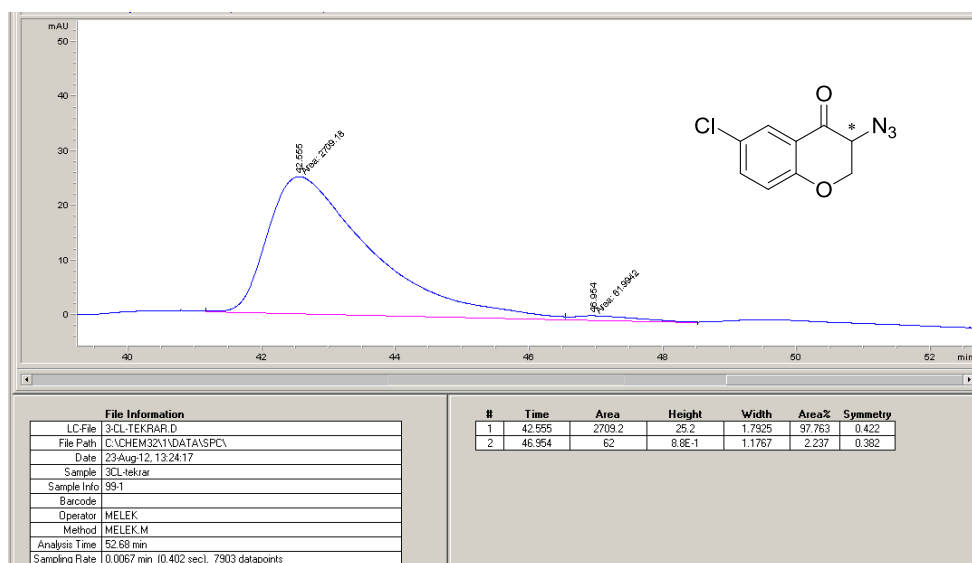 mAU
50
40
30
20
10
0
42.555
Area: 2709.18
46.954
Area: 61.9942
Cl
O
*
N3
O
40 42 44 46 48 50 52 min
File Information
LC-File 3-CL-TEKRAR.D
File Path C:\CHEM32\1\DATA\SPC\
Date 23-Aug-12, 13:24:17
Sample 3CL-tekrar
Sample Info 99-1
Barcode
Operator MELEK
Method MELEK.M
Analysis Time 52.68 min
Sampling Rate 0.0067 min (0.402 sec), 7903 datapoints
# Time Area Height Width Area% Symmetry
1 42.555 2709.2 25.2 1.7925 97.763 0.422
2 46.954 62 8.8E-1 1.1767 2.237 0.382